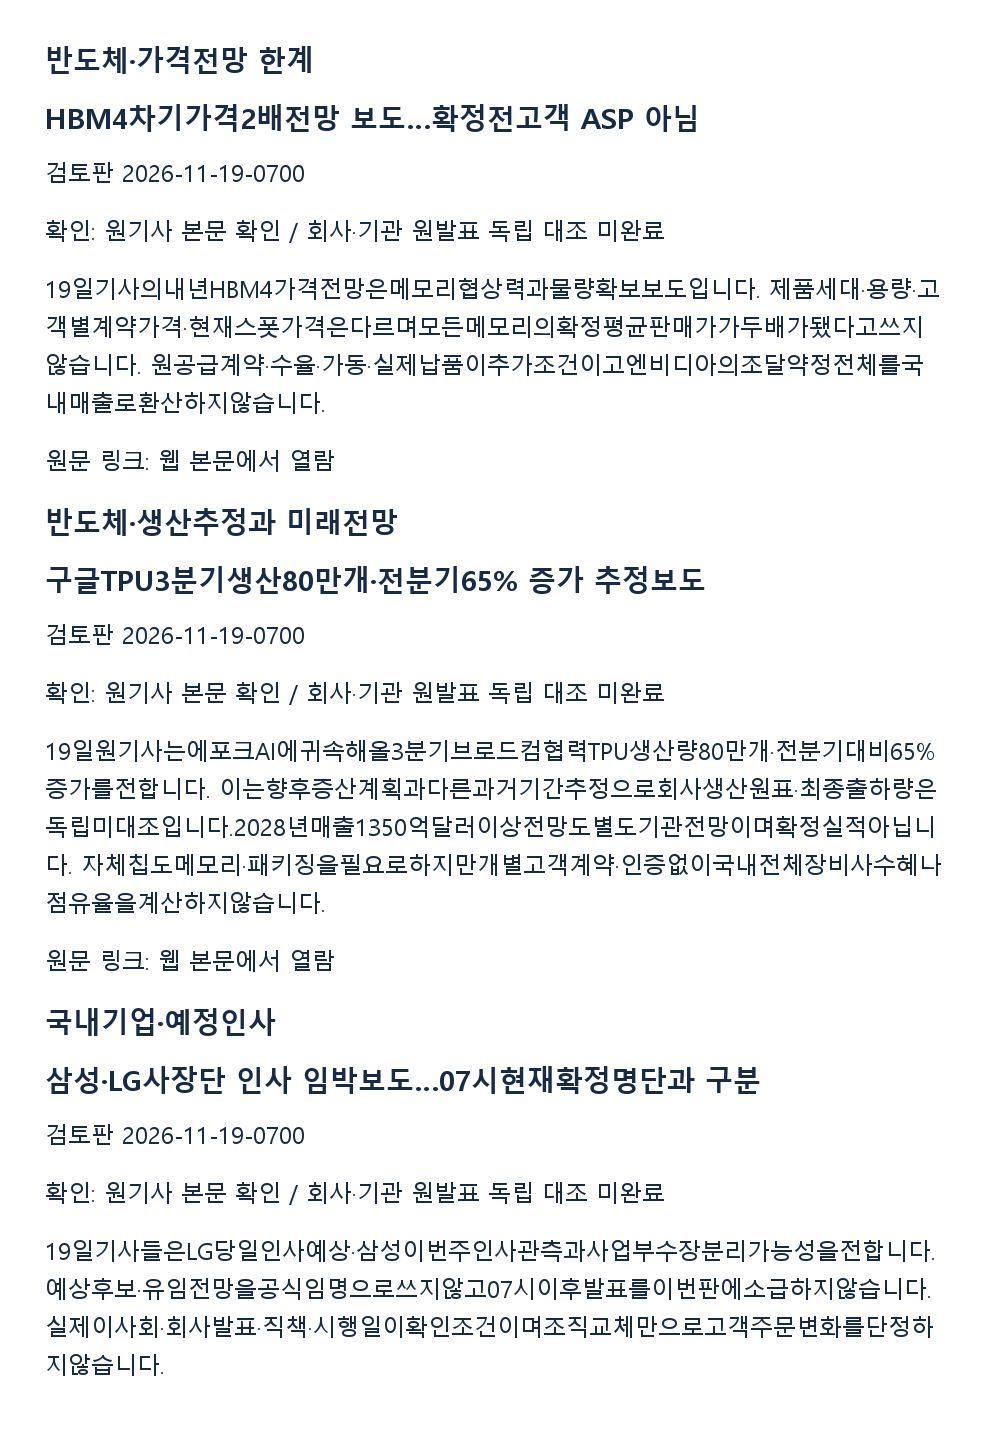 반도체·가격전망 한계
HBM4차기가격2배전망 보도...확정전고객 ASP 아님
검토판 2026-11-19-0700
확인: 원기사 본문 확인 / 회사·기관 원발표 독립 대조 미완료
19일기사의내년HBM4가격전망은메모리협상력과물량확보보도입니다. 제품세대·용량·고
객별계약가격·현재스폿가격은다르며모든메모리의확정평균판매가가두배가됐다고쓰지
않습니다. 원공급계약·수율·가동·실제납품이추가조건이고엔비디아의조달약정전체를국
내매출로환산하지않습니다.
원문 링크: 웹 본문에서 열람
반도체·생산추정과 미래전망
구글TPU3분기생산80만개·전분기65% 증가 추정보도
검토판 2026-11-19-0700
확인: 원기사 본문 확인 / 회사·기관 원발표 독립 대조 미완료
19일원기사는에포크AI에귀속해올3분기브로드컴협력TPU생산량80만개·전분기대비65%
증가를전합니다. 이는향후증산계획과다른과거기간추정으로회사생산원표·최종출하량은
독립미대조입니다.2028년매출1350억달러이상전망도별도기관전망이며확정실적아닙니
다. 자체칩도메모리·패키징을필요로하지만개별고객계약·인증없이국내전체장비사수혜나
점유율을계산하지않습니다.
원문 링크: 웹 본문에서 열람
국내기업·예정인사
삼성·LG사장단 인사 임박보도...07시현재확정명단과 구분
검토판 2026-11-19-0700
확인: 원기사 본문 확인 / 회사·기관 원발표 독립 대조 미완료
19일기사들은LG당일인사예상·삼성이번주인사관측과사업부수장분리가능성을전합니다.
예상후보·유임전망을공식임명으로쓰지않고07시이후발표를이번판에소급하지않습니다.
실제이사회·회사발표·직책·시행일이확인조건이며조직교체만으로고객주문변화를단정하
지않습니다.